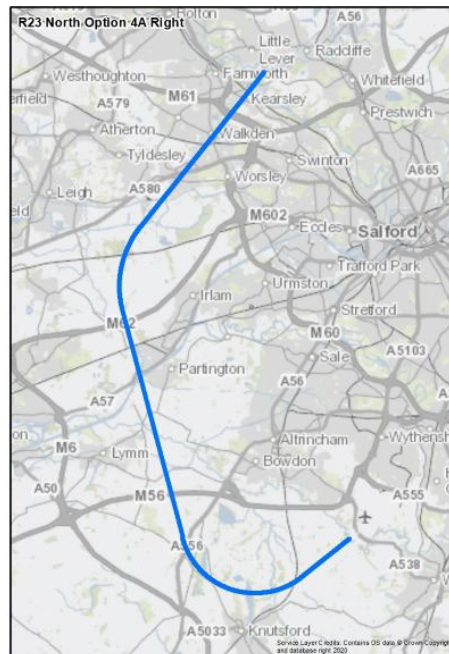 R23 North Option 4A Right
Bolton
A56
Little
Lever
Radcliffe
Westhoughton
Farnworth
Whitefield
A579
M61
Kearsley
Prestwich
Atherton
Walkden
Tyldesley
Swinton
A665
Leigh
A580
Worsley
M602
Eccles
Salford
Trafford Park
Irlam
Urmston
M62
Stretford
M60
A5103
Sale
Partington
A56
A57
M6
Altrincham
Wythensh
Lymm
Bowdon
A50
M56
A555
A556
A538
A5033
Knutsford
Service Layer Credits: Contains OS data © Crown Copyright
and database right 2020